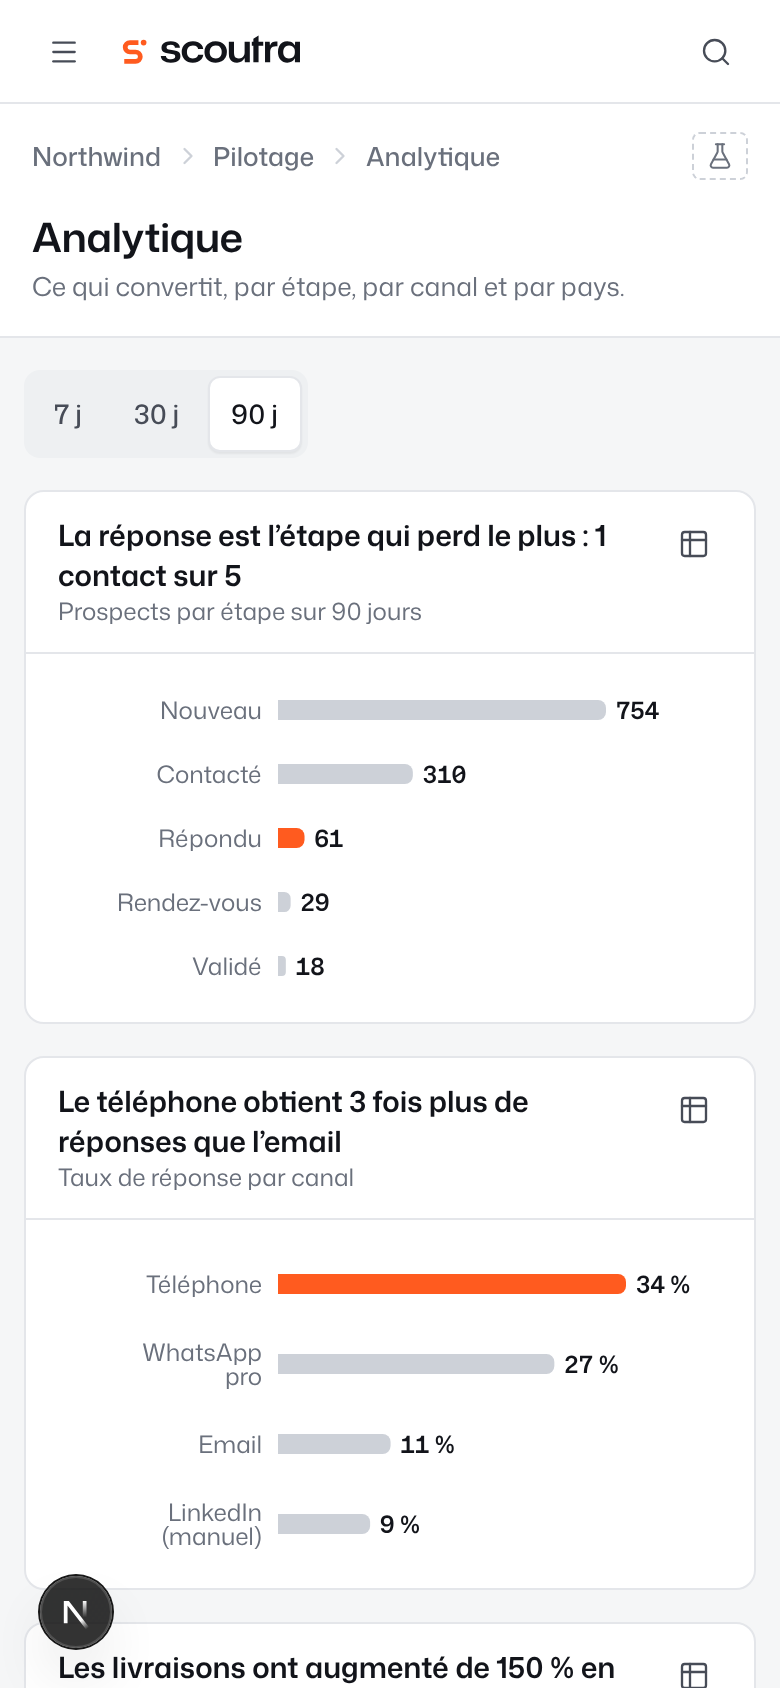 scoutra
Northwind > Pilotage > Analytique
Analytique
Ce qui convertit, par étape, par canal et par pays.
7 j 30 j 90 j
La réponse est l’étape qui perd le plus : 1
contact sur 5
Prospects par étape sur 90 jours
Nouveau 754
Contacté 310
Répondu 61
Rendez-vous 29
Validé 18
Le téléphone obtient 3 fois plus de
réponses que l’email
Taux de réponse par canal
Téléphone 34 %
WhatsApp
pro 27 %
Email 11 %
LinkedIn
(manuel) 9 %
N
Les livraisons ont augmenté de 150 % en